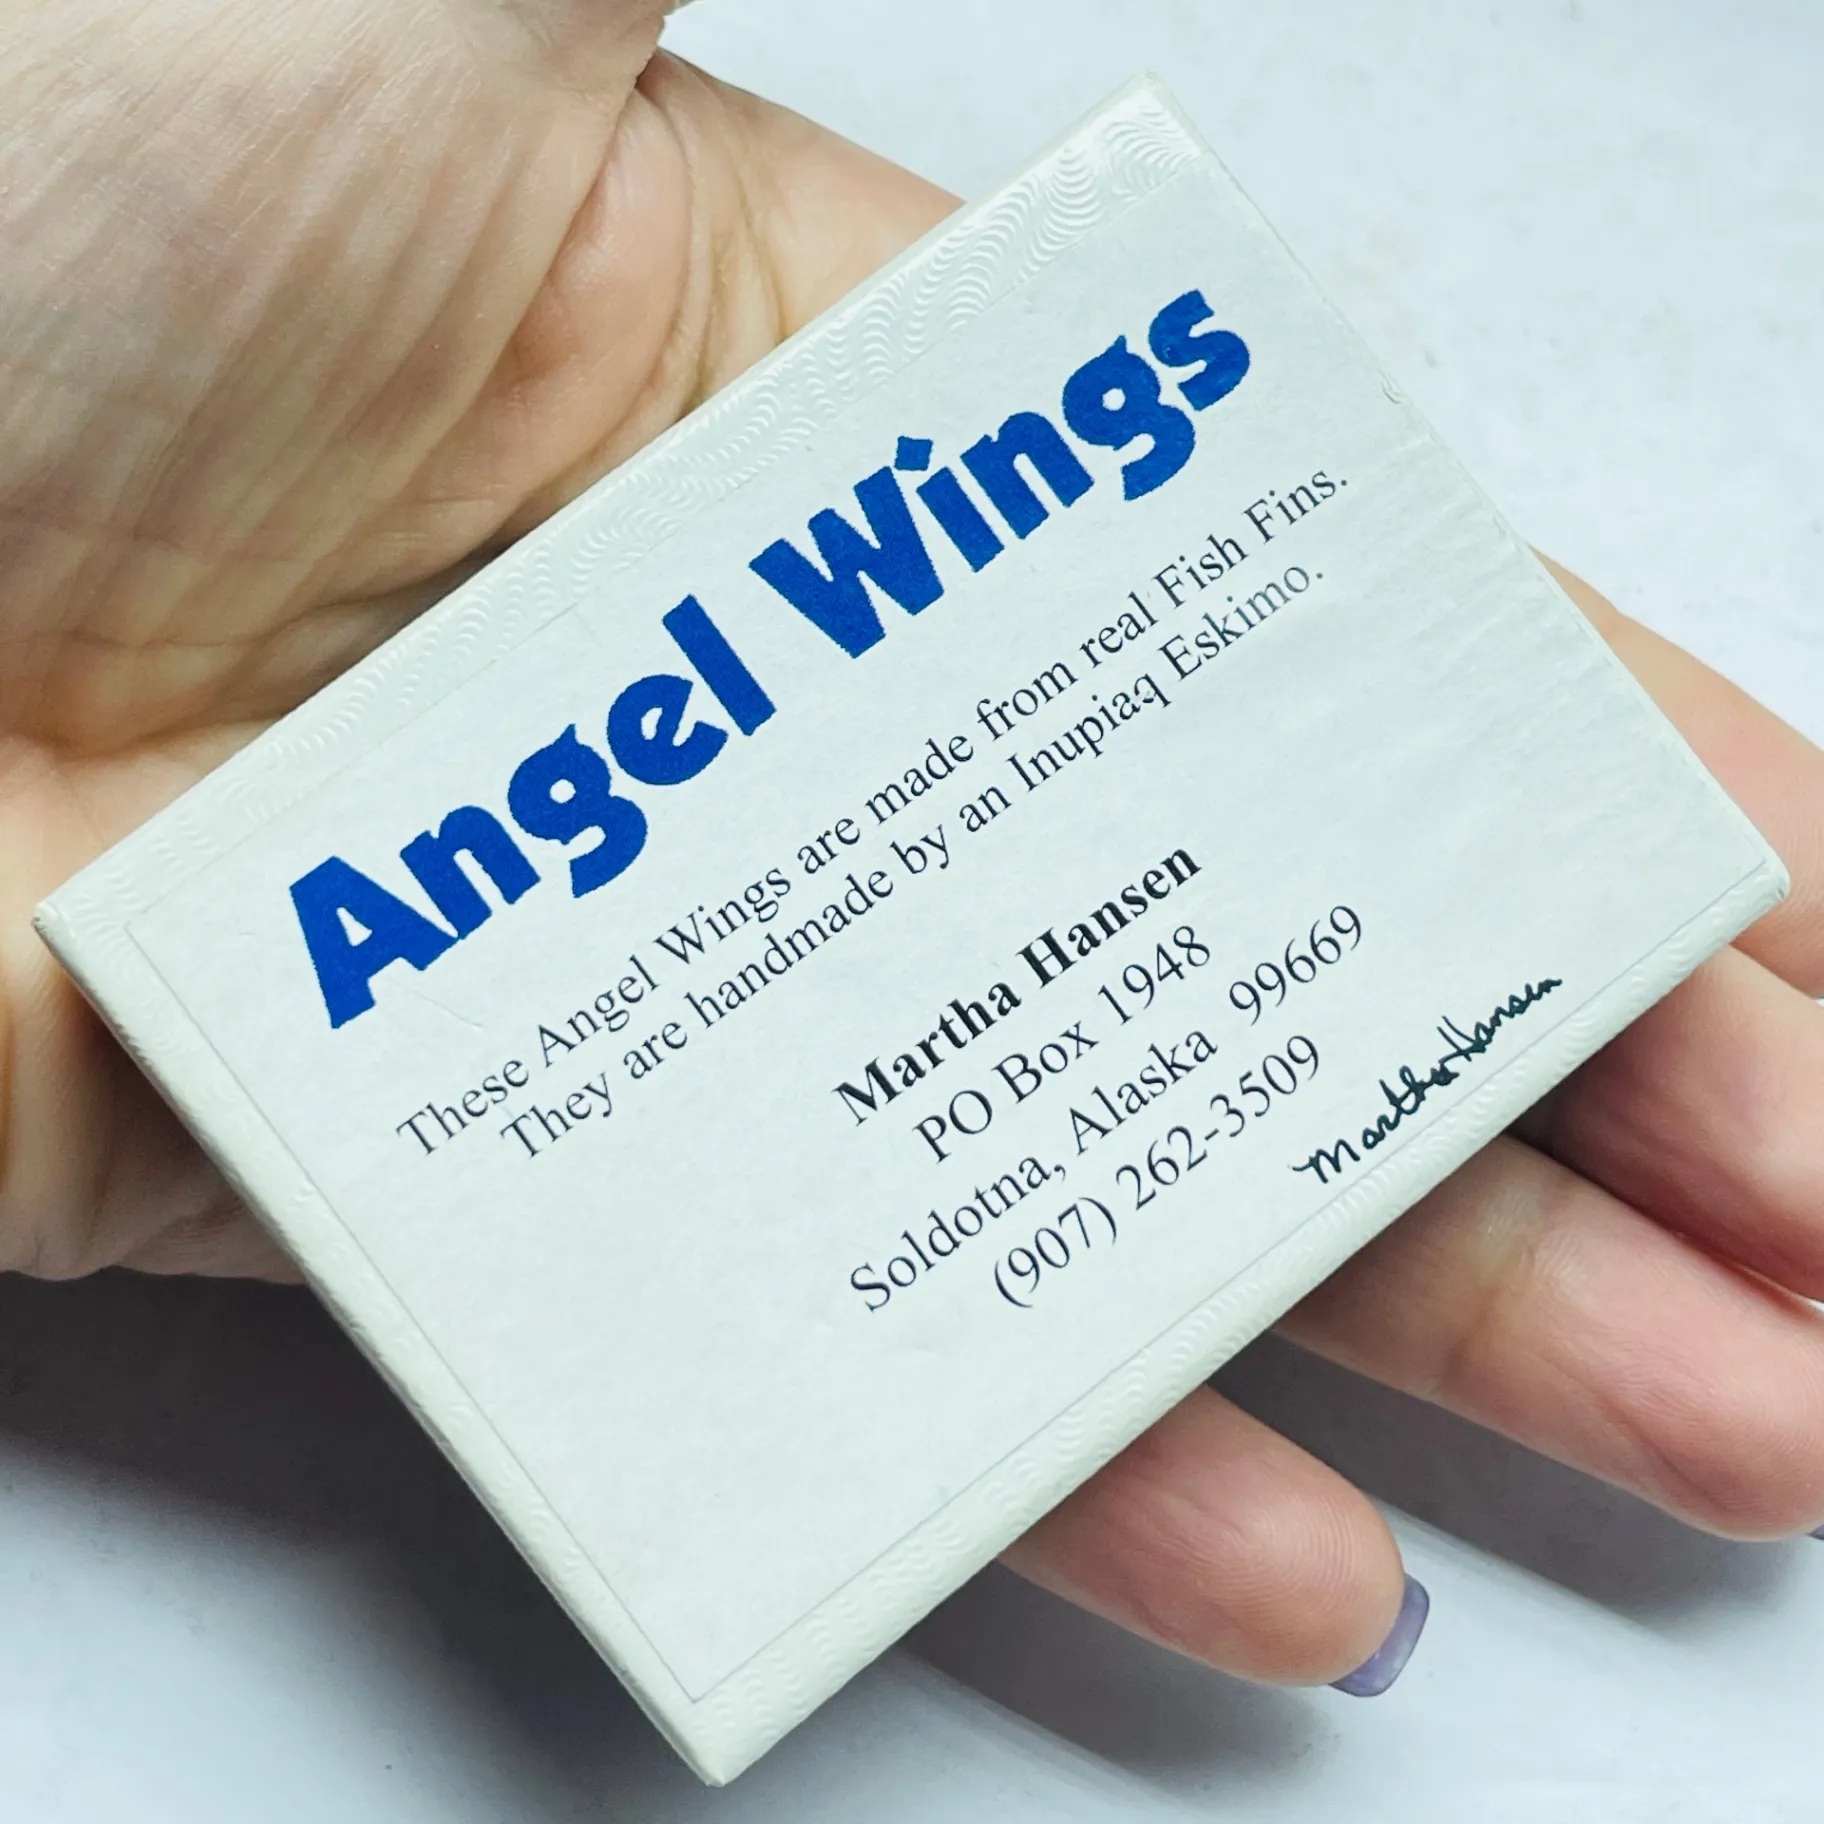 Angel Wings
These Angel Wings are made from real Fish Fins.
They are handmade by an Inupiaq Eskimo.
Martha Hansen
PO Box 1948
Soldotna, Alaska 99669
(907) 262-3509
Martha Hansen